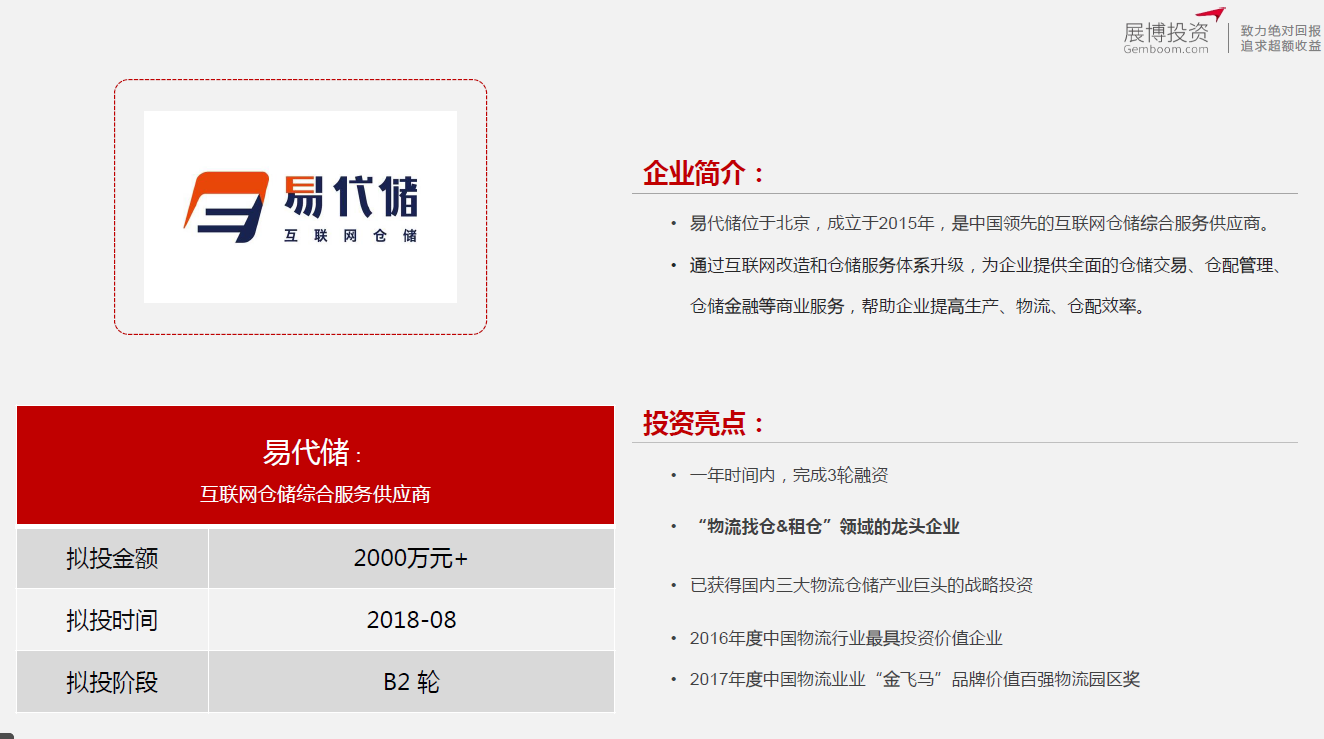 展博投资
Gemboom.com
致力绝对回报
追求超额收益
易代储
互联网仓储
企业简介：
• 易代储位于北京，成立于2015年，是中国领先的互联网仓储综合服务供应商。
• 通过互联网改造和仓储服务体系升级，为企业提供全面的仓储交易、仓配管理、
仓储金融等商业服务，帮助企业提高生产、物流、仓配效率。
易代储：
互联网仓储综合服务供应商
拟投金额 2000万元+
拟投时间 2018-08
拟投阶段 B2 轮
投资亮点：
• 一年时间内，完成3轮融资
• “物流找仓&租仓”领域的龙头企业
• 已获得国内三大物流仓储产业巨头的战略投资
• 2016年度中国物流行业最具投资价值企业
• 2017年度中国物流业业“金飞马”品牌价值百强物流园区奖